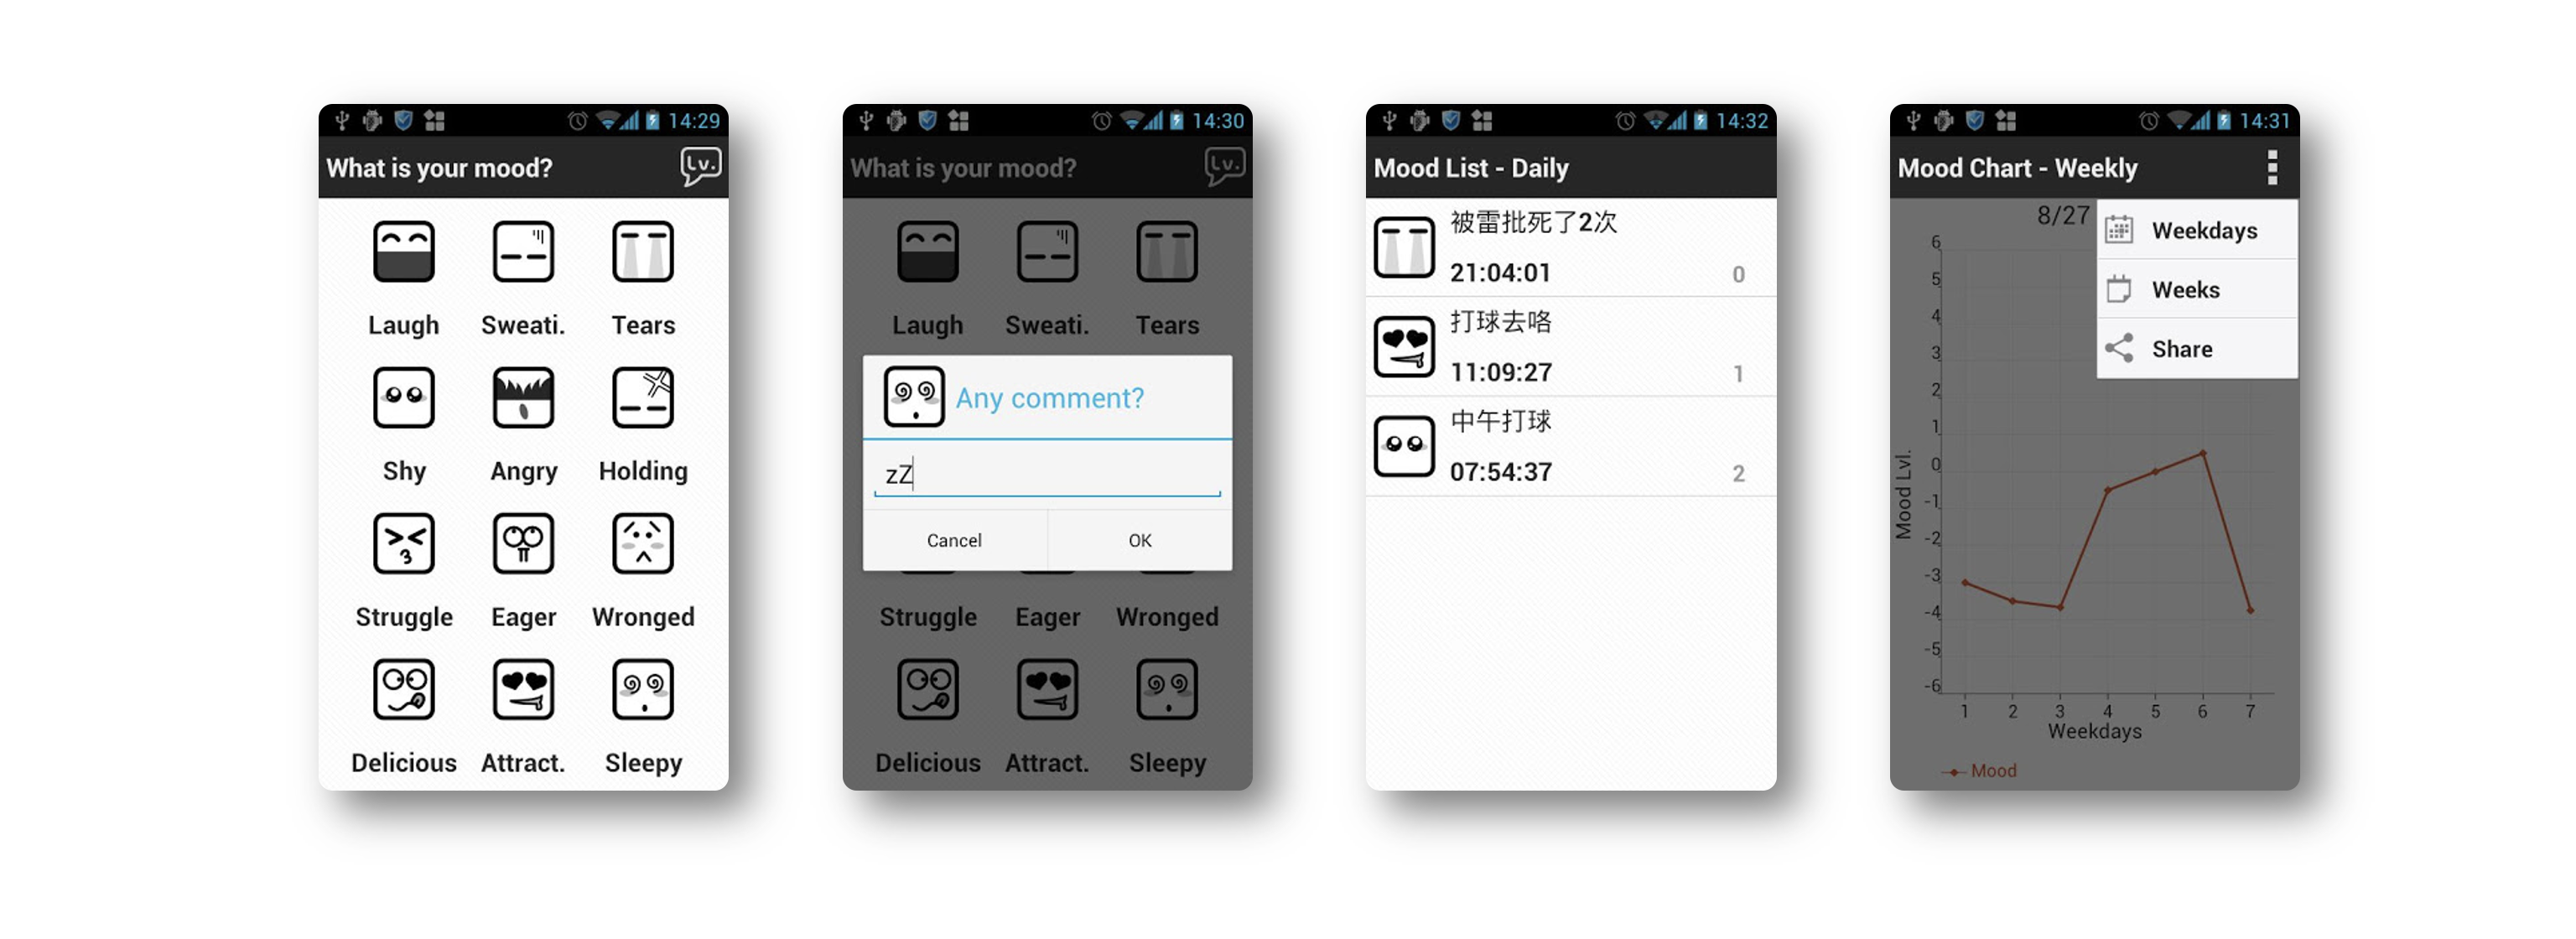 14:29
What is your mood?
Lv.
Laugh Sweati. Tears
Shy Angry Holding
Struggle Eager Wronged
Delicious Attract. Sleepy
14:30
What is your mood?
Lv.
Laugh Sweati. Tears
Any comment?
zZ
Cancel OK
Struggle Eager Wronged
Delicious Attract. Sleepy
14:32
Mood List - Daily
被雷批死了2次
21:04:01 0
打球去咯
11:09:27 1
中午打球
07:54:37 2
14:31
Mood Chart - Weekly
8/27
Weekdays
Weeks
Share
6
5
4
3
2
1
0
-1
-2
-3
-4
-5
-6
Mood Lvl.
1 2 3 4 5 6 7
Weekdays
Mood